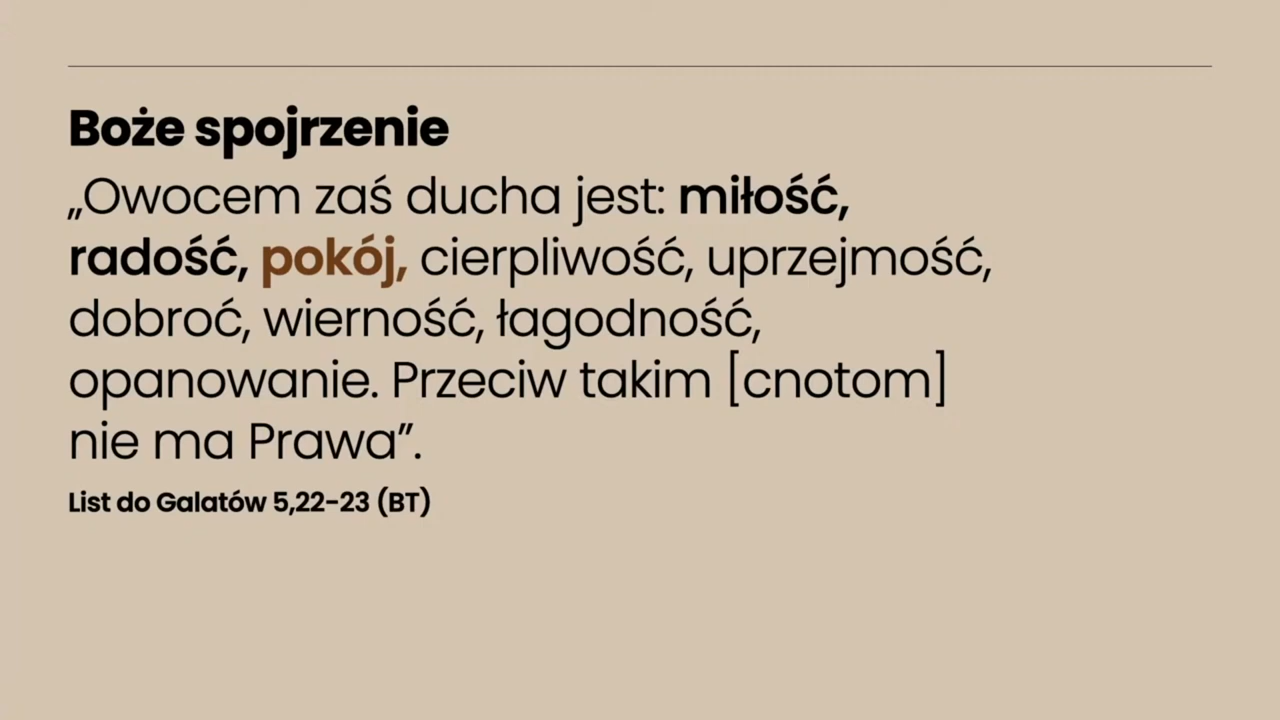 Boże spojrzenie
„Owocem zaś ducha jest: miłość,
radość, pokój, cierpliwość, uprzejmość,
dobroć, wierność, łagodność,
opanowanie. Przeciw takim [cnotom]
nie ma Prawa”.
List do Galatów 5,22-23 (BT)